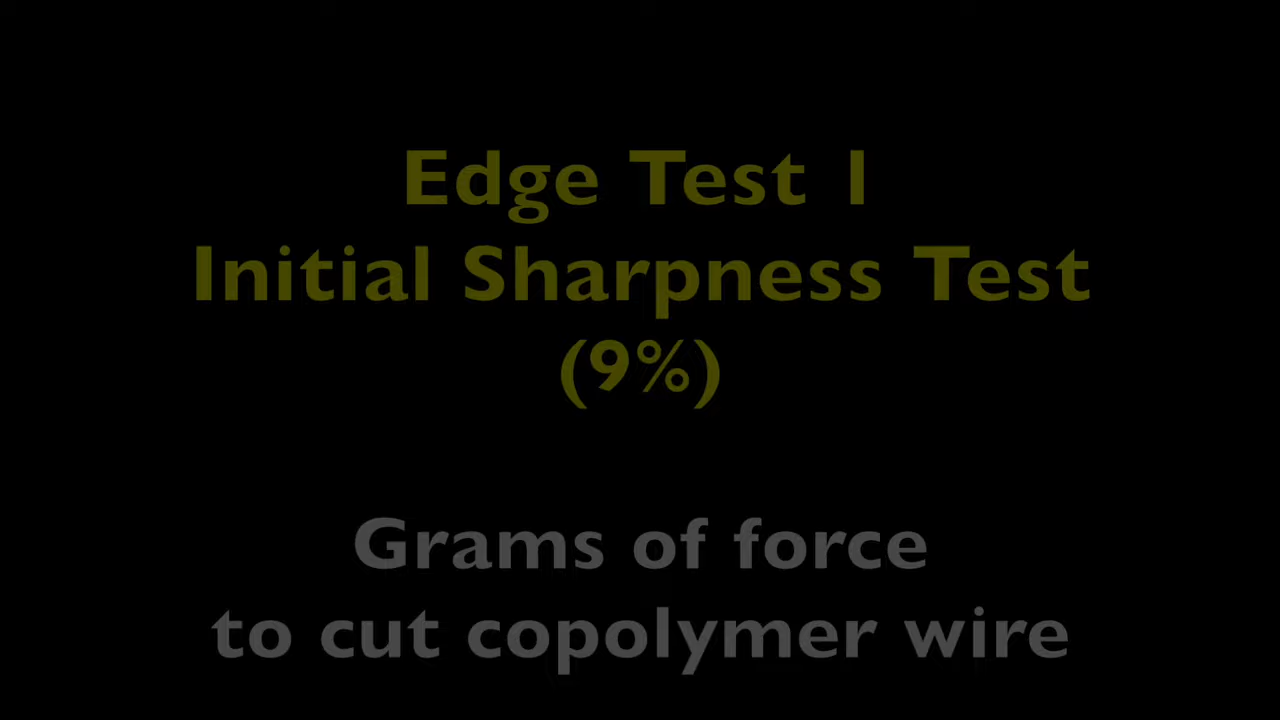 Edge Test 1
Initial Sharpness Test
(9%)
Grams of force
to cut copolymer wire